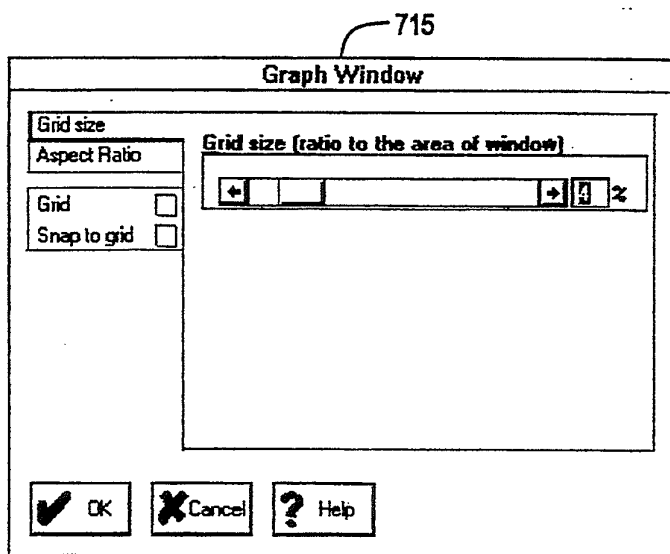 715
Graph Window
Grid size
Aspect Ratio
Grid
Snap to grid
Grid size (ratio to the area of window)
4 %
OK
Cancel
? Help